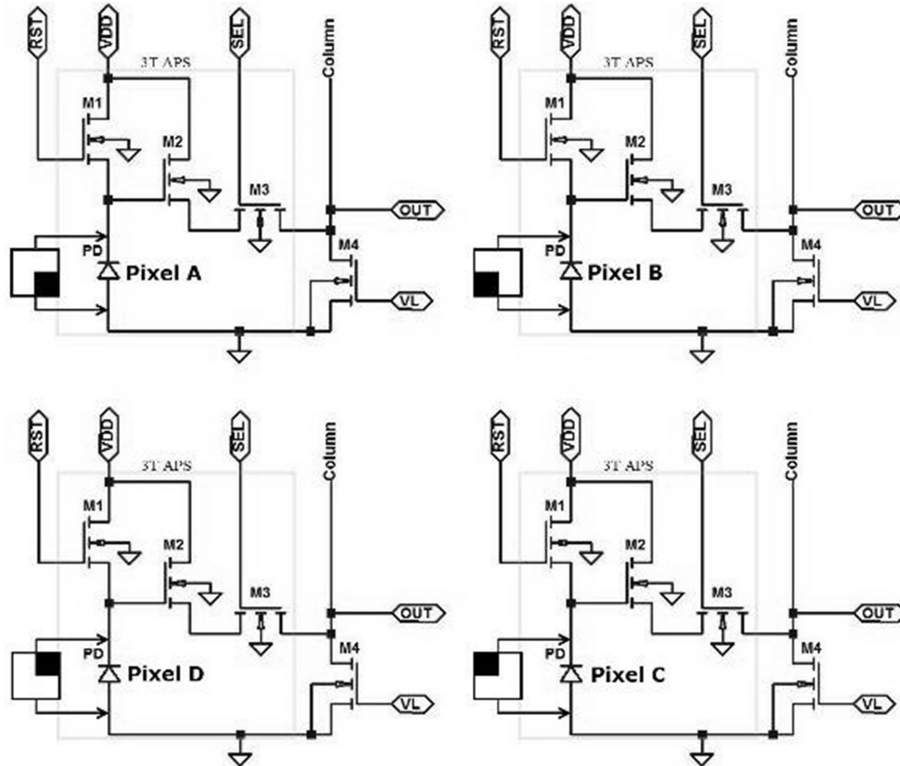 RST VDD SEL Column
3T APS
M1
M2
M3
OUT
M4
PD
Pixel A
VL
RST VDD SEL Column
3T APS
M1
M2
M3
OUT
M4
PD
Pixel B
VL
RST VDD SEL Column
3T APS
M1
M2
M3
OUT
M4
PD
Pixel D
VL
RST VDD SEL Column
3T APS
M1
M2
M3
OUT
M4
PD
Pixel C
VL